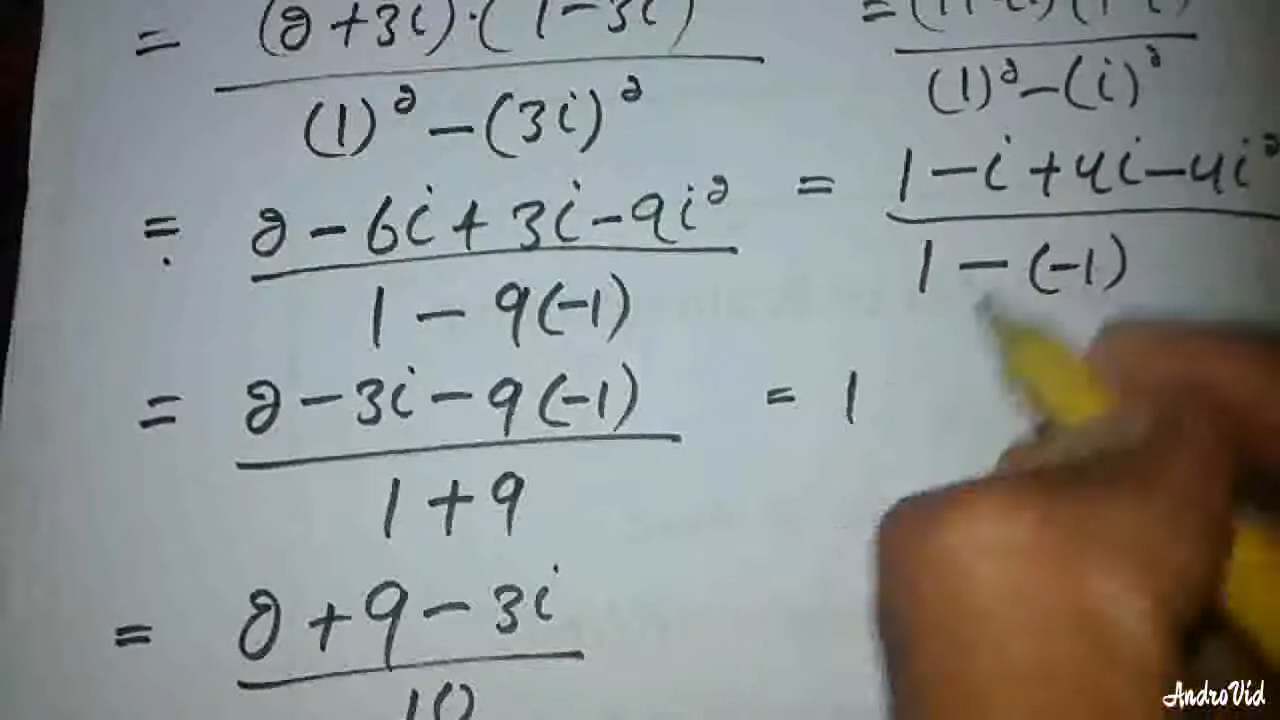 = (2+3i)·(1-3i)
(1)² - (3i)²
= 2 - 6i + 3i - 9i²
1 - 9(-1)
= 2 - 3i - 9(-1)
1 + 9
= 2 + 9 - 3i
10
(1)² - (i)²
= 1 - i + 4i - 4i²
1 - (-1)
= 1
AndroVid